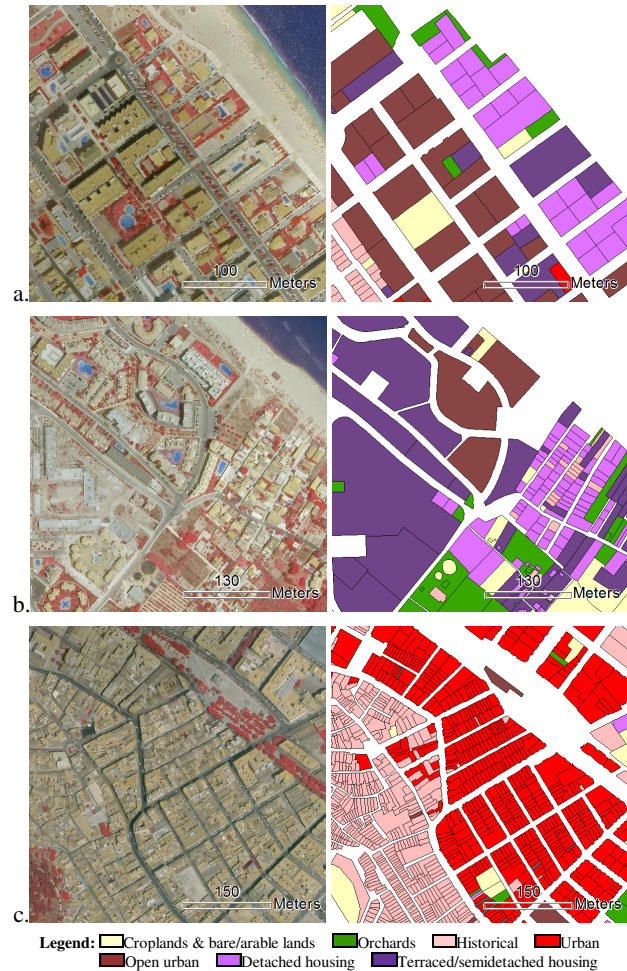 100
Meters
100
Meters
a.
130
Meters
130
Meters
b.
150
Meters
150
Meters
c.
Legend: Croplands & bare/arable lands Orchards Historical Urban
Open urban Detached housing Terraced/semidetached housing